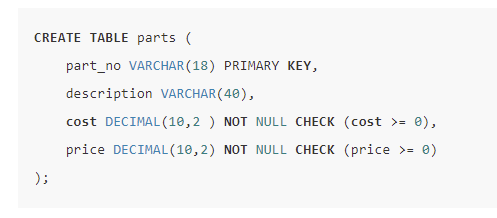 CREATE TABLE parts (
    part_no VARCHAR(18) PRIMARY KEY,
    description VARCHAR(40),
    cost DECIMAL(10,2 ) NOT NULL CHECK (cost >= 0),
    price DECIMAL(10,2) NOT NULL CHECK (price >= 0)
);